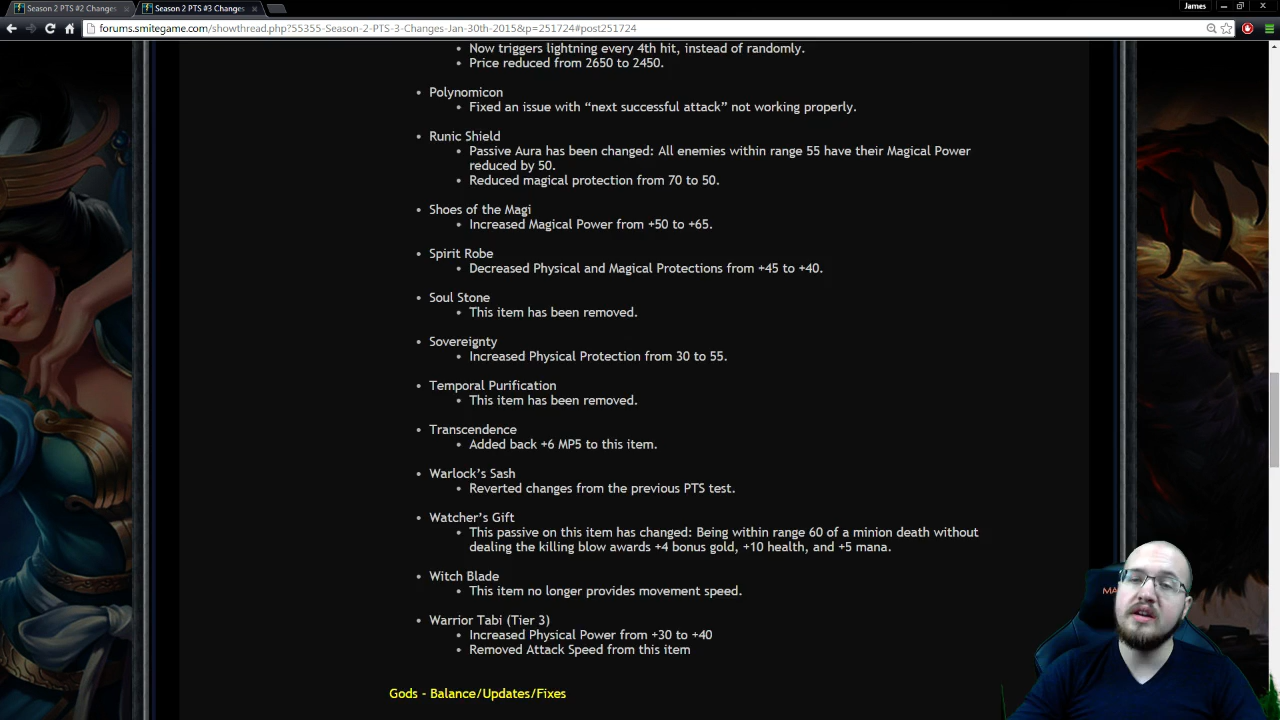 Season 2 PTS #2 Changes
Season 2 PTS #3 Changes
James
forums.smitegame.com/showthread.php?55355-Season-2-PTS-3-Changes-Jan-30th-2015&p=251724#post251724
• Now triggers lightning every 4th hit, instead of randomly.
• Price reduced from 2650 to 2450.
• Polynomicon
• Fixed an issue with “next successful attack” not working properly.
• Runic Shield
• Passive Aura has been changed: All enemies within range 55 have their Magical Power
reduced by 50.
• Reduced magical protection from 70 to 50.
• Shoes of the Magi
• Increased Magical Power from +50 to +65.
• Spirit Robe
• Decreased Physical and Magical Protections from +45 to +40.
• Soul Stone
• This item has been removed.
• Sovereignty
• Increased Physical Protection from 30 to 55.
• Temporal Purification
• This item has been removed.
• Transcendence
• Added back +6 MP5 to this item.
• Warlock’s Sash
• Reverted changes from the previous PTS test.
• Watcher’s Gift
• This passive on this item has changed: Being within range 60 of a minion death without
dealing the killing blow awards +4 bonus gold, +10 health, and +5 mana.
• Witch Blade
• This item no longer provides movement speed.
• Warrior Tabi (Tier 3)
• Increased Physical Power from +30 to +40
• Removed Attack Speed from this item
Gods - Balance/Updates/Fixes